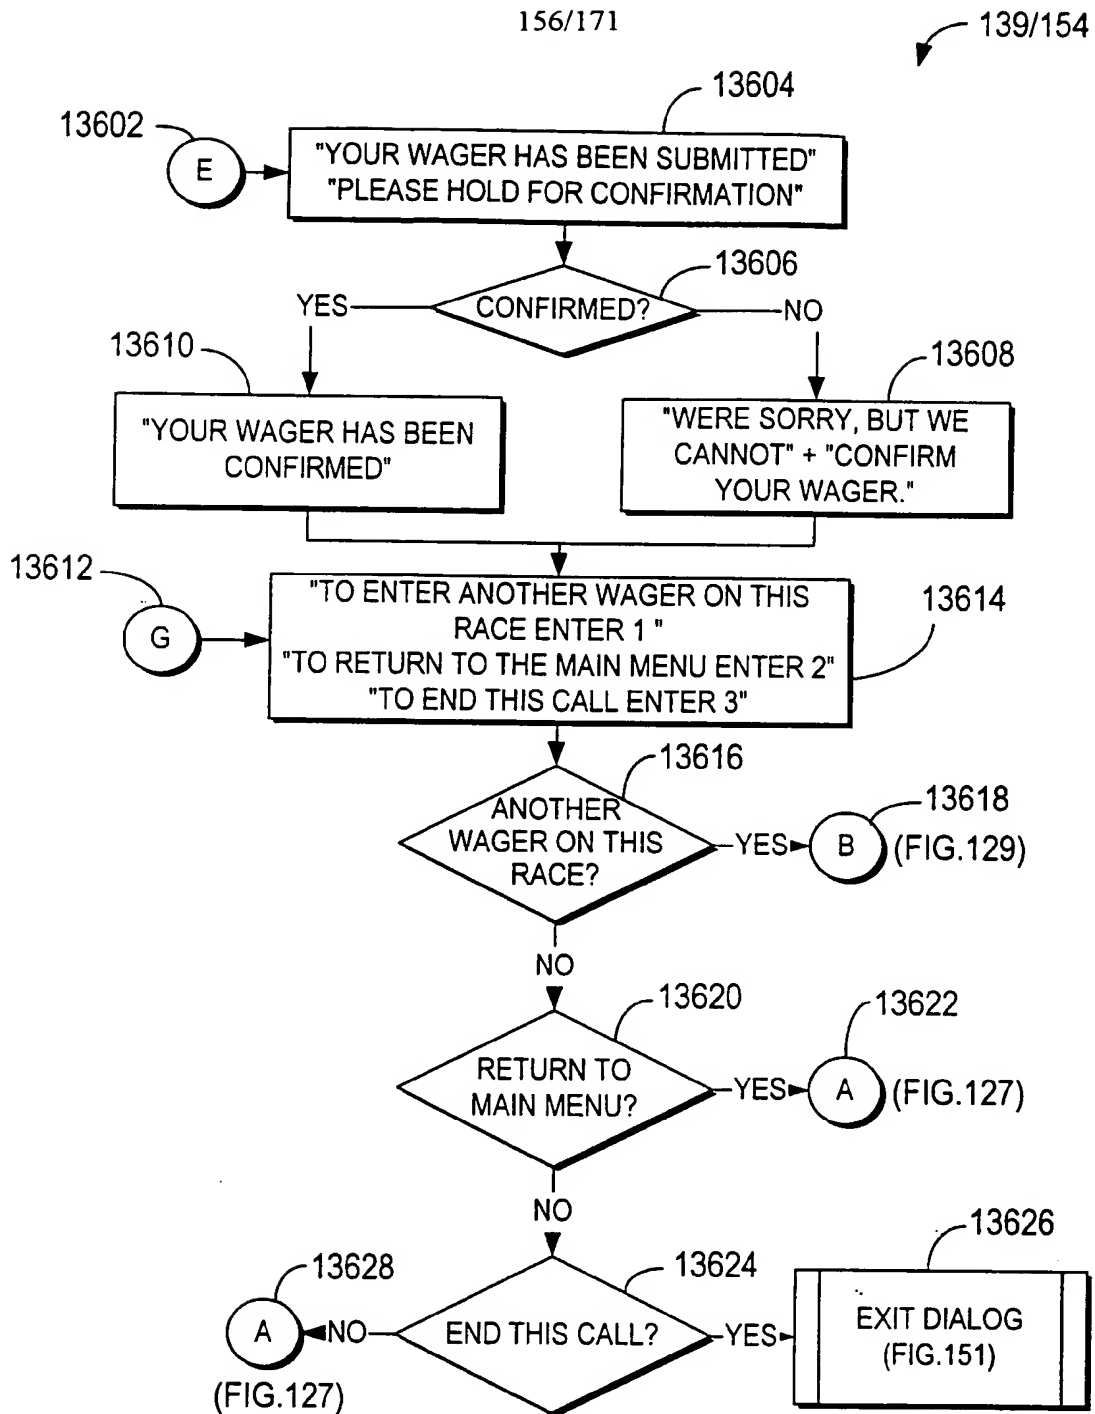 156/171
139/154
13604
13602
E
"YOUR WAGER HAS BEEN SUBMITTED"
"PLEASE HOLD FOR CONFIRMATION"
13606
CONFIRMED?
YES
NO
13610
13608
"YOUR WAGER HAS BEEN
CONFIRMED"
"WERE SORRY, BUT WE
CANNOT" + "CONFIRM
YOUR WAGER."
13612
G
"TO ENTER ANOTHER WAGER ON THIS
RACE ENTER 1 "
"TO RETURN TO THE MAIN MENU ENTER 2"
"TO END THIS CALL ENTER 3"
13614
13616
ANOTHER
WAGER ON THIS
RACE?
YES
13618
B
(FIG.129)
NO
13620
RETURN TO
MAIN MENU?
YES
13622
A
(FIG.127)
NO
13624
END THIS CALL?
13628
A
NO
(FIG.127)
YES
13626
EXIT DIALOG
(FIG.151)